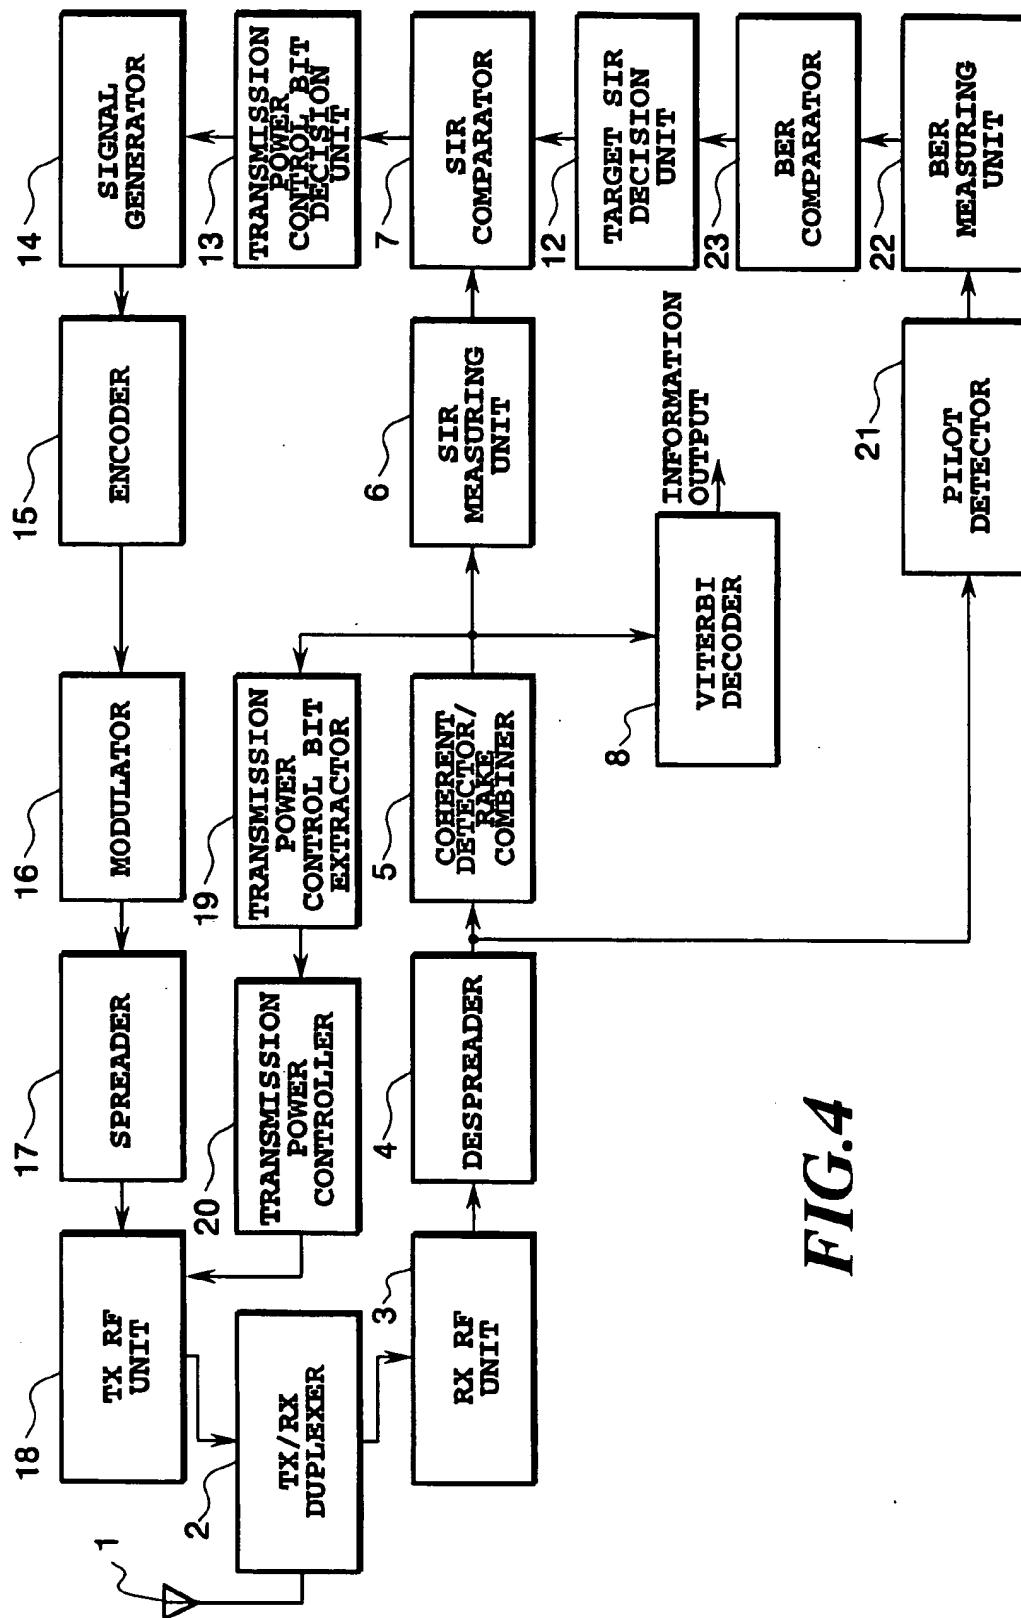 1
18
TX RF
UNIT
17
SPREADER
16
MODULATOR
15
ENCODER
14
SIGNAL
GENERATOR
2
TX/RX
DUPLEXER
20
TRANSMISSION
POWER
CONTROLLER
19
TRANSMISSION
POWER
CONTROL BIT
EXTRACTOR
13
TRANSMISSION
POWER
CONTROL BIT
DECISION
UNIT
3
RX RF
UNIT
4
DESPREADER
5
COHERENT
DETECTOR/
RAKE
COMBINER
6
SIR
MEASURING
UNIT
7
SIR
COMPARATOR
12
TARGET SIR
DECISION
UNIT
8
VITERBI
DECODER
INFORMATION
OUTPUT
23
BER
COMPARATOR
21
PILOT
DETECTOR
22
BER
MEASURING
UNIT
FIG.4